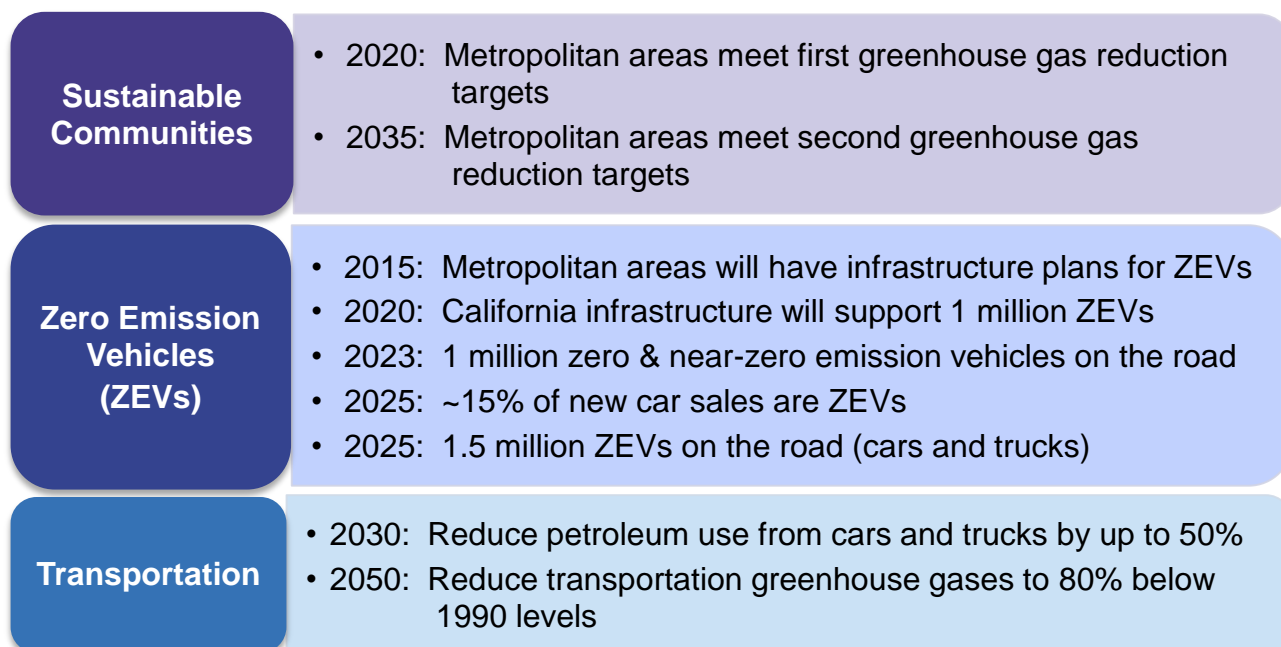 Sustainable
Communities
• 2020: Metropolitan areas meet first greenhouse gas reduction
targets
• 2035: Metropolitan areas meet second greenhouse gas
reduction targets
Zero Emission
Vehicles
(ZEVs)
• 2015: Metropolitan areas will have infrastructure plans for ZEVs
• 2020: California infrastructure will support 1 million ZEVs
• 2023: 1 million zero & near-zero emission vehicles on the road
• 2025: ~15% of new car sales are ZEVs
• 2025: 1.5 million ZEVs on the road (cars and trucks)
Transportation
• 2030: Reduce petroleum use from cars and trucks by up to 50%
• 2050: Reduce transportation greenhouse gases to 80% below
1990 levels